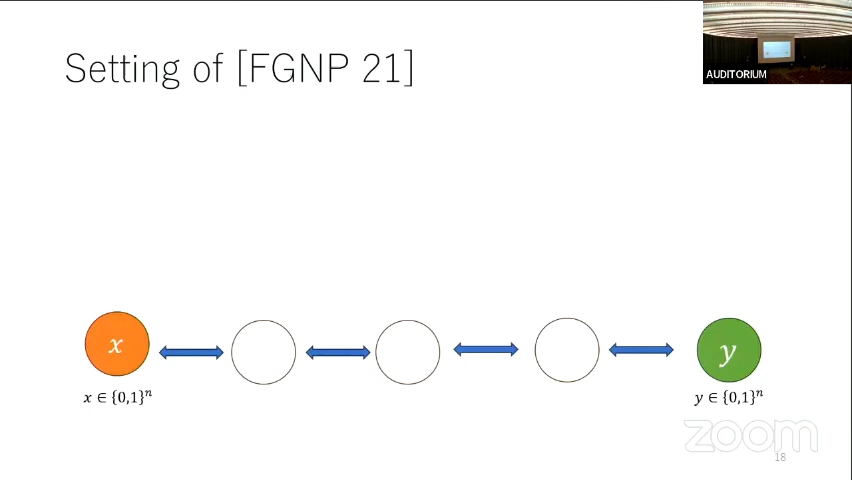 Setting of [FGNP 21]
AUDITORIUM
x
y
x ∈ {0,1}ⁿ
y ∈ {0,1}ⁿ
zoom
18